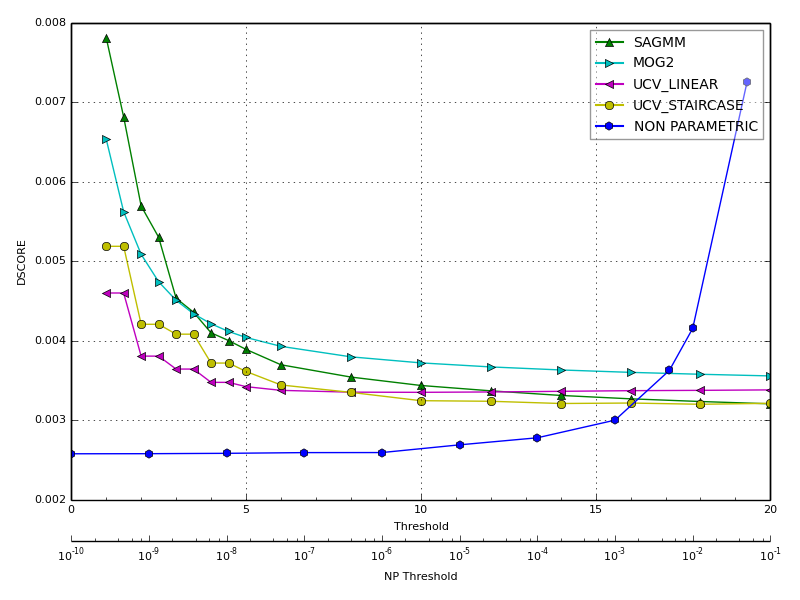 0.008
0.007
0.006
0.005
0.004
0.003
0.002
DSCORE
SAGMM
MOG2
UCV_LINEAR
UCV_STAIRCASE
NON PARAMETRIC
0 5 10 15 20
Threshold
10^-10 10^-9 10^-8 10^-7 10^-6 10^-5 10^-4 10^-3 10^-2 10^-1
NP Threshold